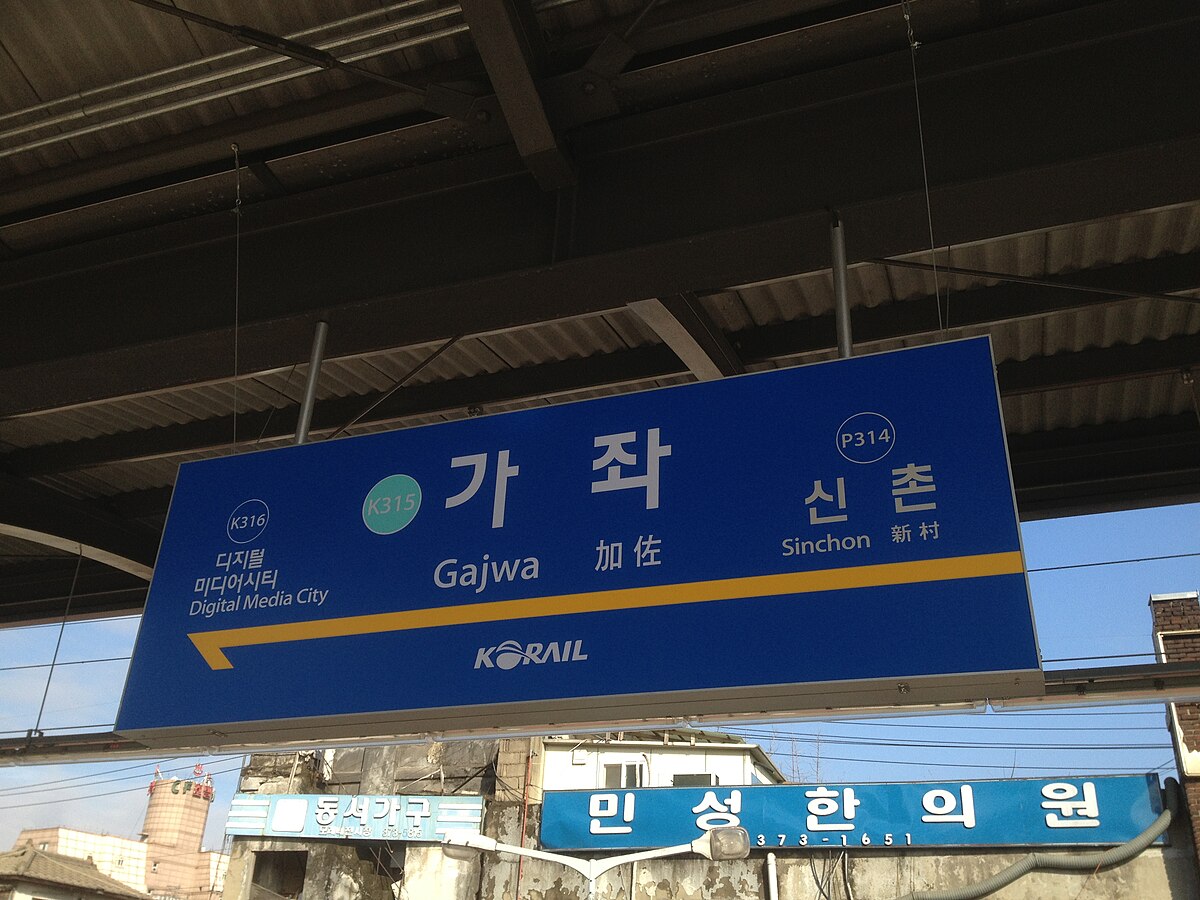 K316
디지털
미디어시티
Digital Media City
K315
가좌
Gajwa
加佐
P314
신촌
Sinchon 新村
KORAIL
동서가구
민성한의원
373-1651